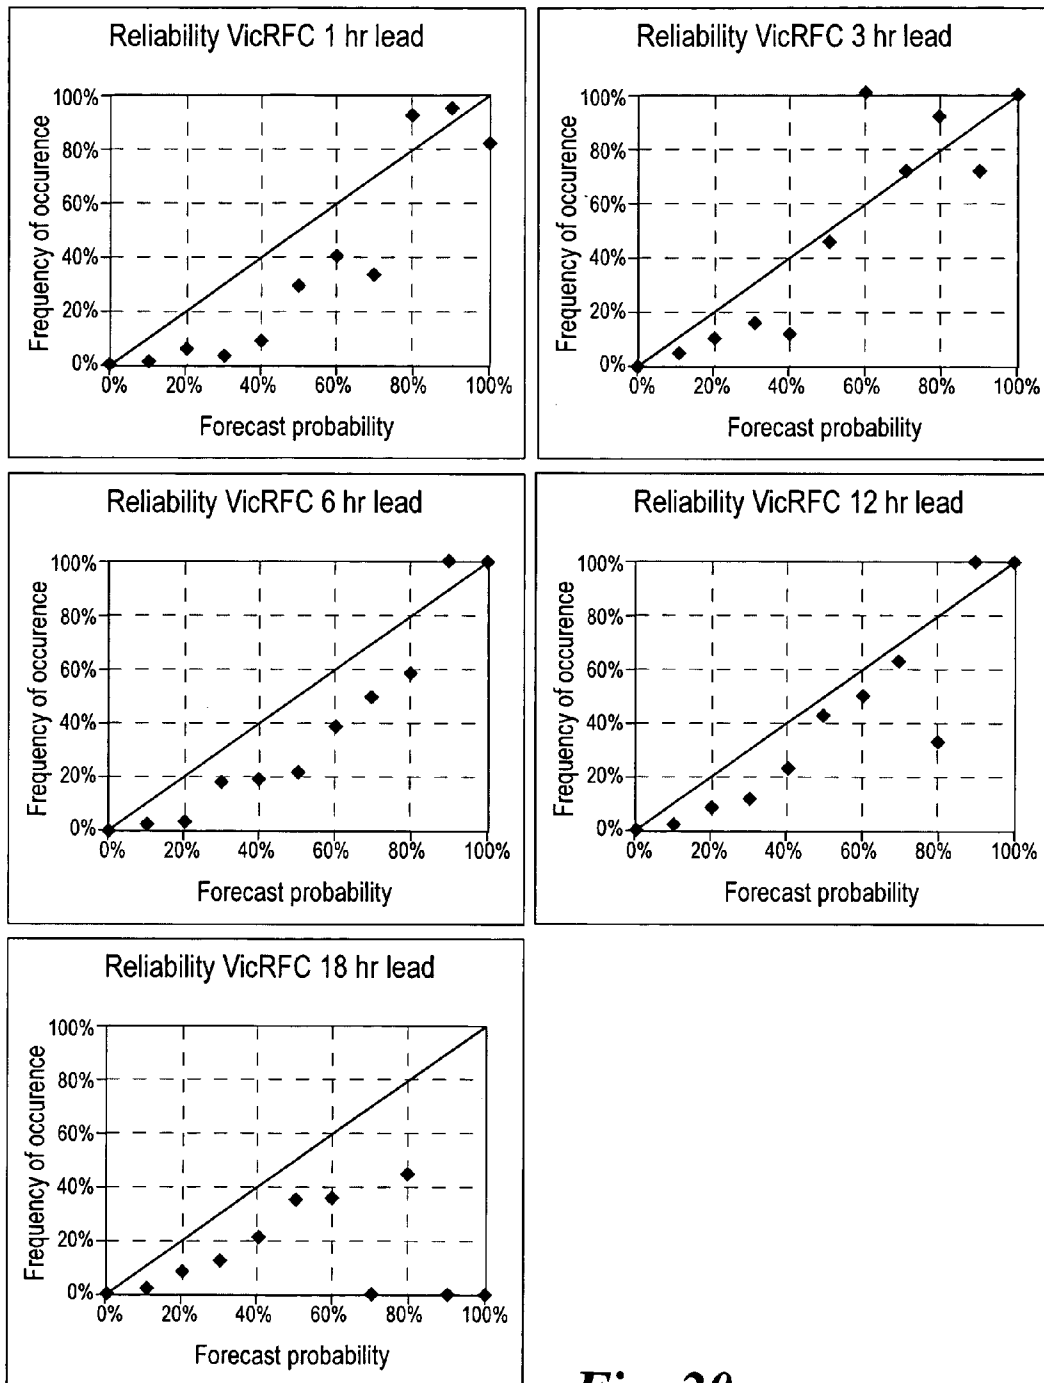 Reliability VicRFC 1 hr lead
Frequency of occurence
100%
80%
60%
40%
20%
0%
0% 20% 40% 60% 80% 100%
Forecast probability
Reliability VicRFC 3 hr lead
Frequency of occurence
100%
80%
60%
40%
20%
0%
0% 20% 40% 60% 80% 100%
Forecast probability
Reliability VicRFC 6 hr lead
Frequency of occurence
100%
80%
60%
40%
20%
0%
0% 20% 40% 60% 80% 100%
Forecast probability
Reliability VicRFC 12 hr lead
Frequency of occurence
100%
80%
60%
40%
20%
0%
0% 20% 40% 60% 80% 100%
Forecast probability
Reliability VicRFC 18 hr lead
Frequency of occurence
100%
80%
60%
40%
20%
0%
0% 20% 40% 60% 80% 100%
Forecast probability